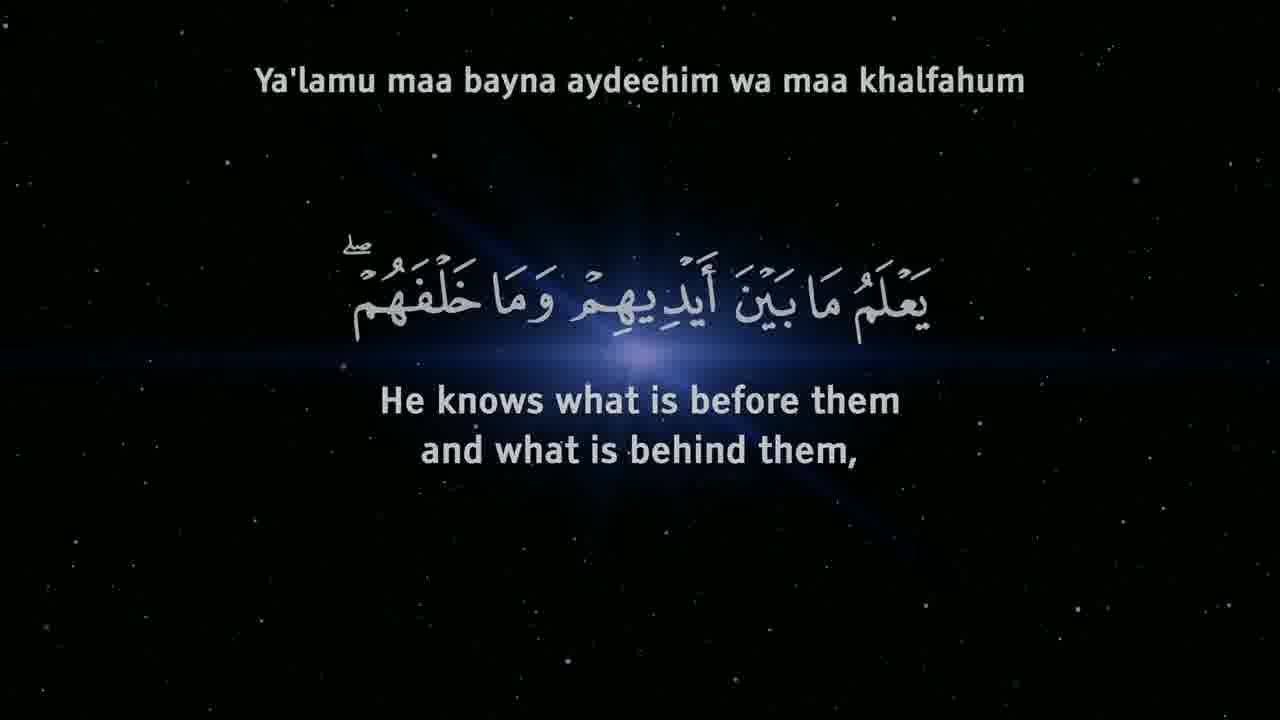 Ya'lamu maa bayna aydeehim wa maa khalfahum
يَعْلَمُ مَا بَيْنَ أَيْدِيهِمْ وَمَا خَلْفَهُمْ ۖ
He knows what is before them
and what is behind them,